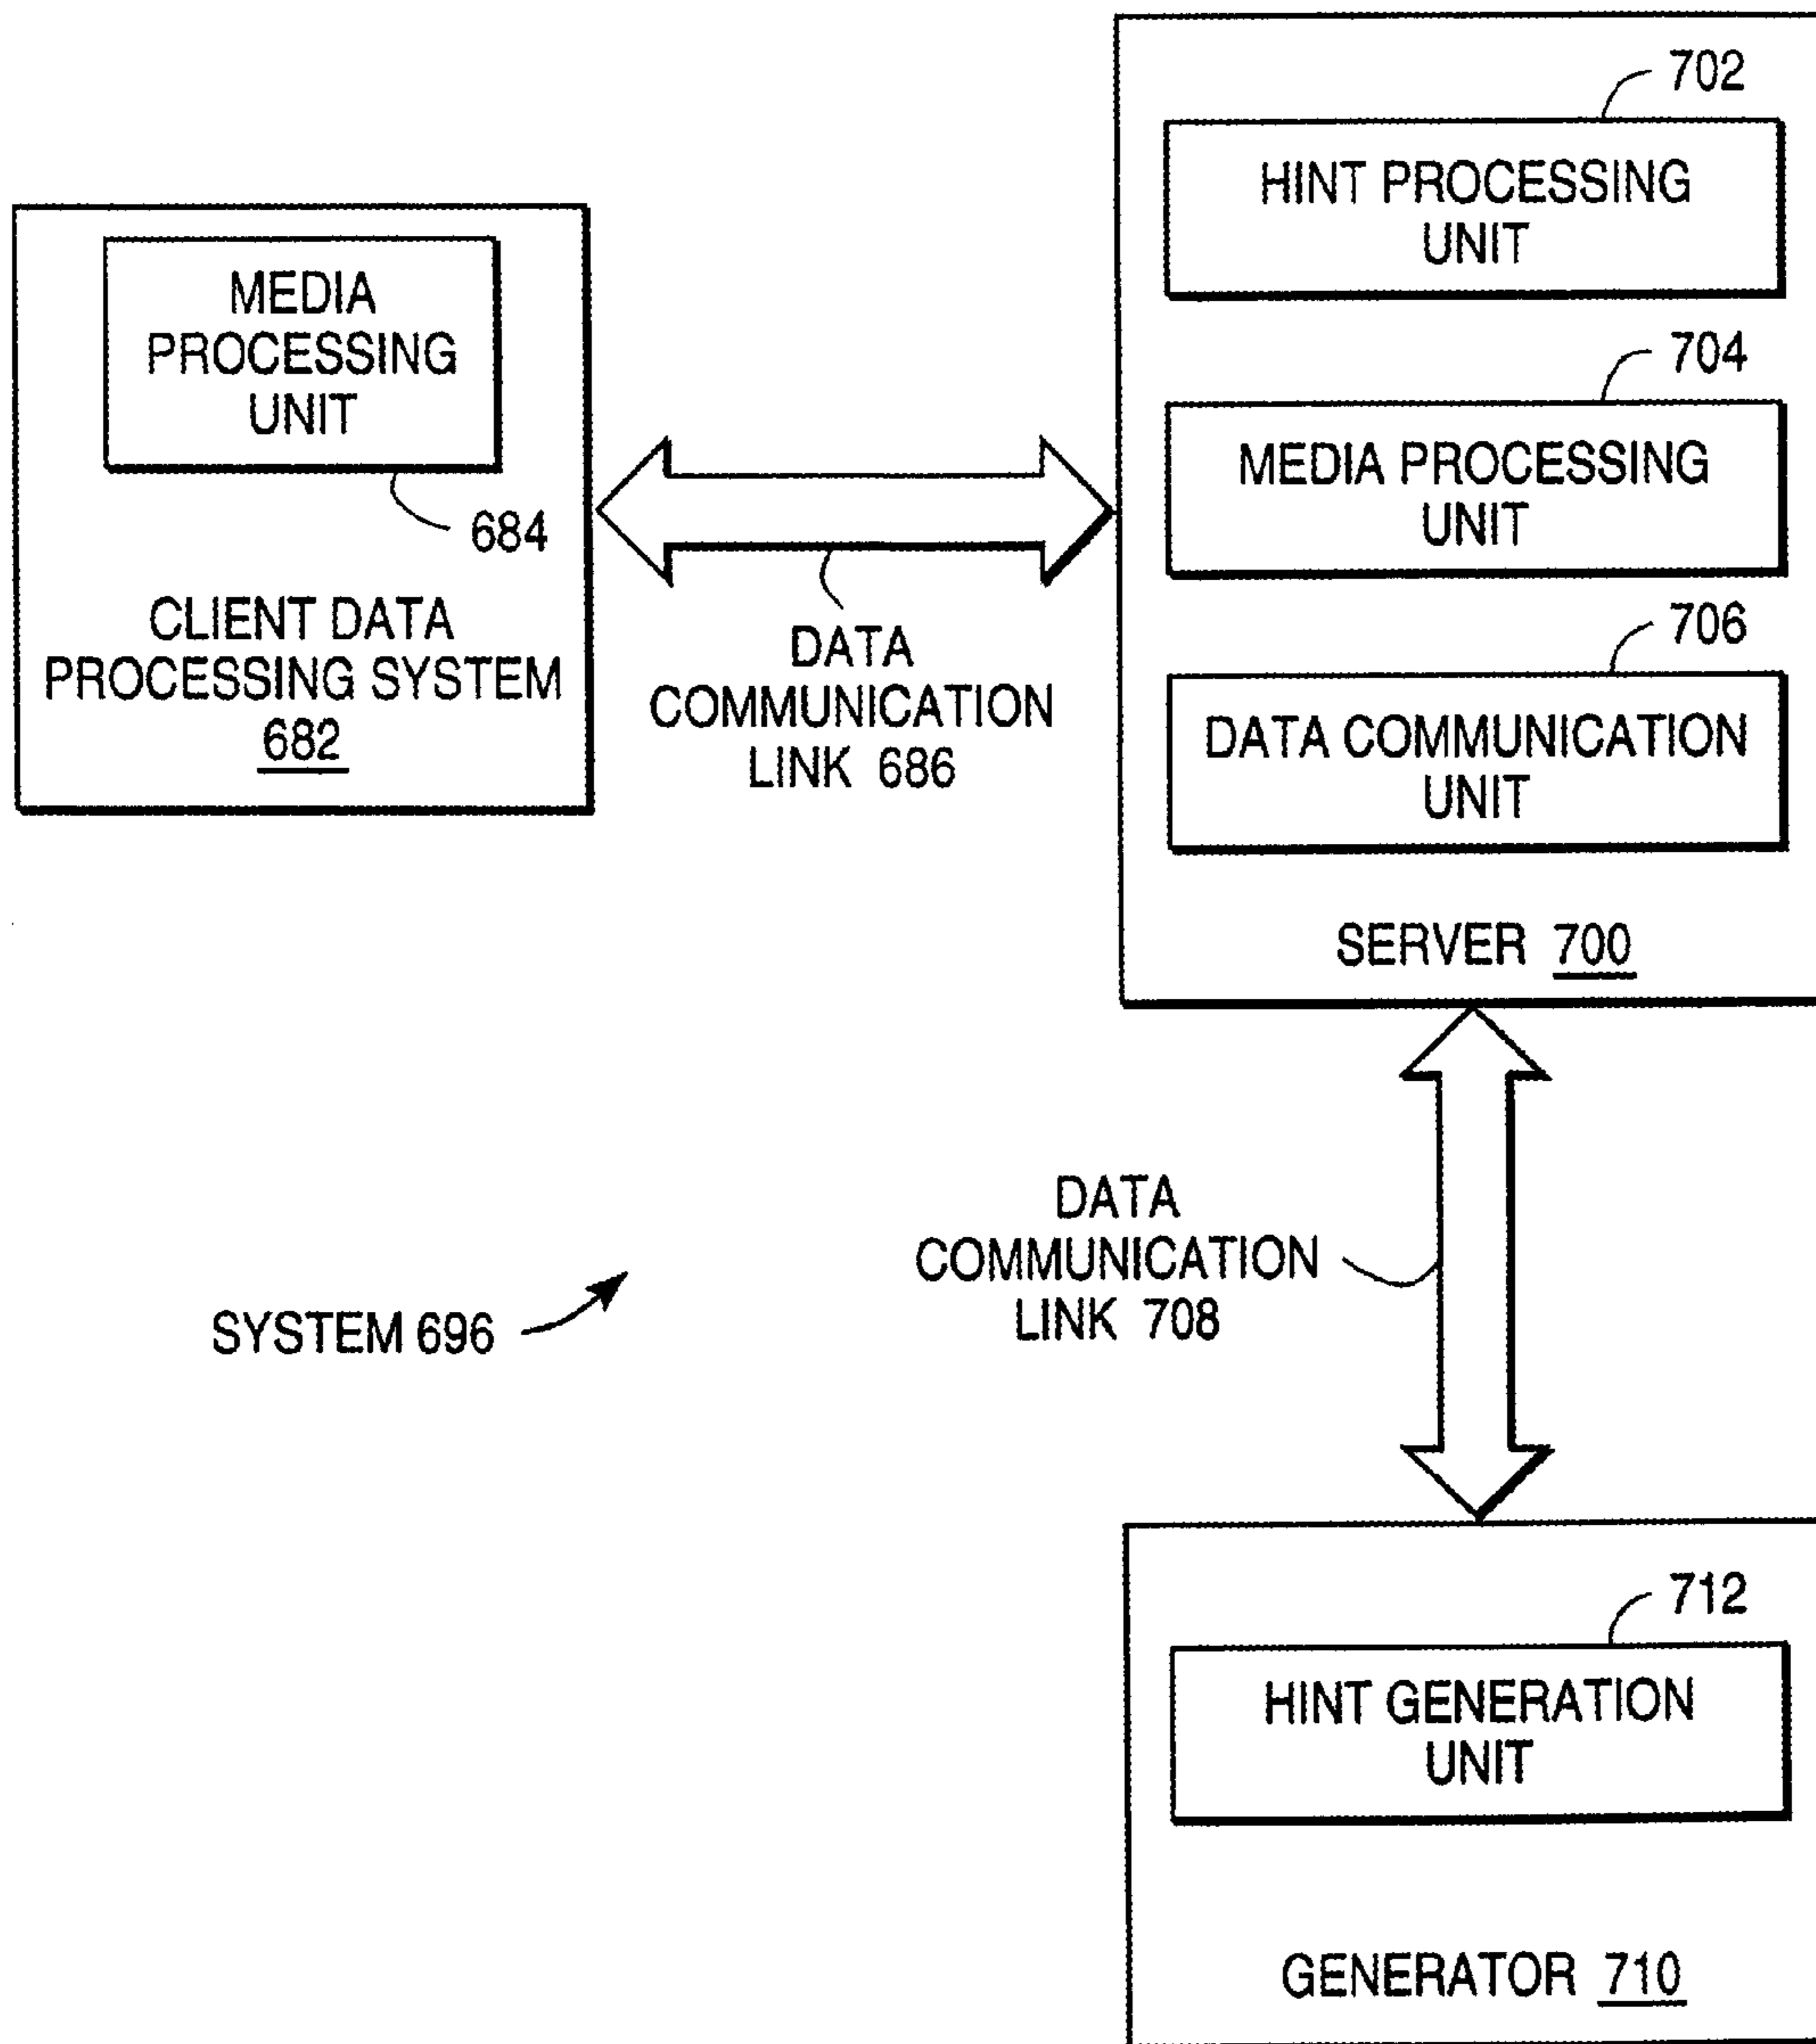 MEDIA
PROCESSING
UNIT
684
CLIENT DATA
PROCESSING SYSTEM
682
DATA
COMMUNICATION
LINK 686
702
HINT PROCESSING
UNIT
704
MEDIA PROCESSING
UNIT
706
DATA COMMUNICATION
UNIT
SERVER 700
DATA
COMMUNICATION
LINK 708
SYSTEM 696
712
HINT GENERATION
UNIT
GENERATOR 710